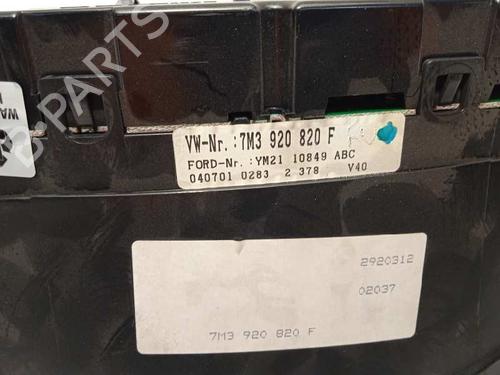 B PARTS
WA
VW-Nr.:7M3 920 820 F
FORD-Nr.:YM21 10849 ABC
040701 0283 2 378 V40
2920312
02037
7M3 920 820 F